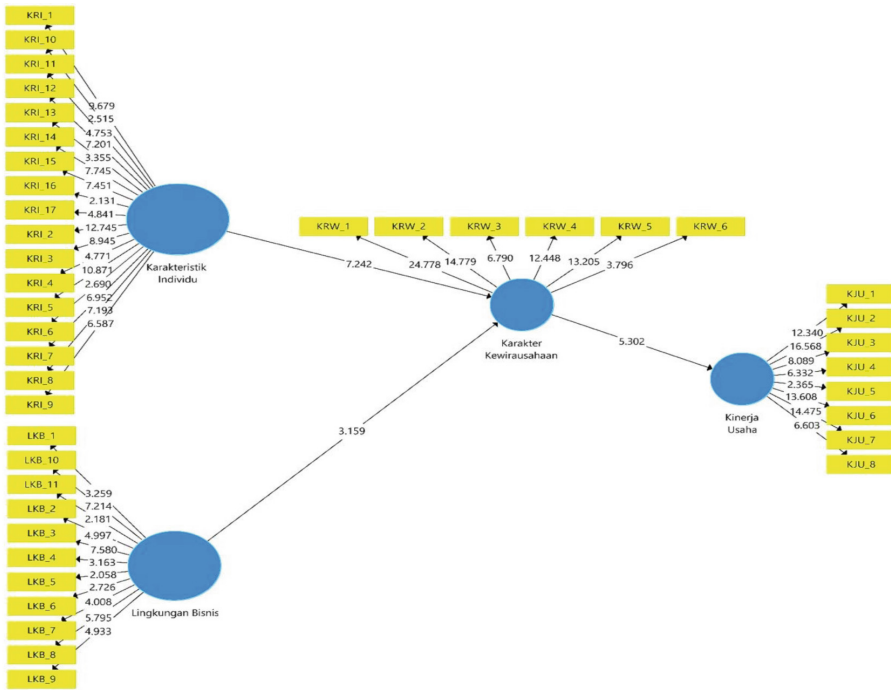 KRI_1
KRI_10
KRI_11
KRI_12
KRI_13
KRI_14
KRI_15
KRI_16
KRI_17
KRI_2
KRI_3
KRI_4
KRI_5
KRI_6
KRI_7
KRI_8
KRI_9
9.679
2.515
4.753
7.201
3.355
7.745
7.451
2.131
4.841
12.745
8.945
4.771
10.871
2.690
6.952
7.193
6.587
Karakteristik
Individu
7.242
KRW_1
KRW_2
KRW_3
KRW_4
KRW_5
KRW_6
24.778
14.779
6.790
12.448
13.205
3.796
Karakter
Kewirausahaan
5.302
KJU_1
KJU_2
KJU_3
KJU_4
KJU_5
KJU_6
KJU_7
KJU_8
12.340
16.568
8.089
6.332
2.365
13.608
14.475
6.603
Kinerja
Usaha
3.159
LKB_1
LKB_10
LKB_11
LKB_2
LKB_3
LKB_4
LKB_5
LKB_6
LKB_7
LKB_8
LKB_9
3.259
7.214
2.181
4.997
7.580
3.163
2.058
2.726
4.008
5.795
4.933
Lingkungan Bisnis